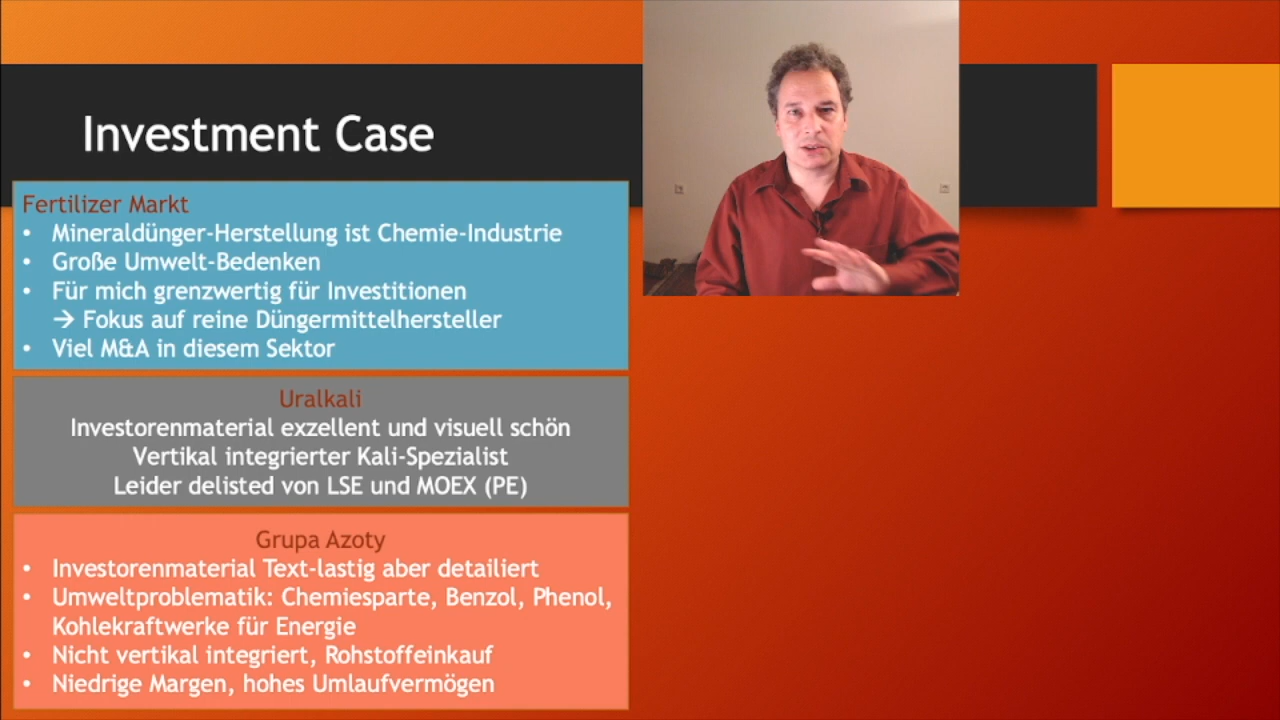 Investment Case
Fertilizer Markt
• Mineraldünger-Herstellung ist Chemie-Industrie
• Große Umwelt-Bedenken
• Für mich grenzwertig für Investitionen
→ Fokus auf reine Düngermittelhersteller
• Viel M&A in diesem Sektor
Uralkali
Investorenmaterial exzellent und visuell schön
Vertikal integrierter Kali-Spezialist
Leider delisted von LSE und MOEX (PE)
Grupa Azoty
• Investorenmaterial Text-lastig aber detailiert
• Umweltproblematik: Chemiesparte, Benzol, Phenol,
Kohlekraftwerke für Energie
• Nicht vertikal integriert, Rohstoffeinkauf
• Niedrige Margen, hohes Umlaufvermögen